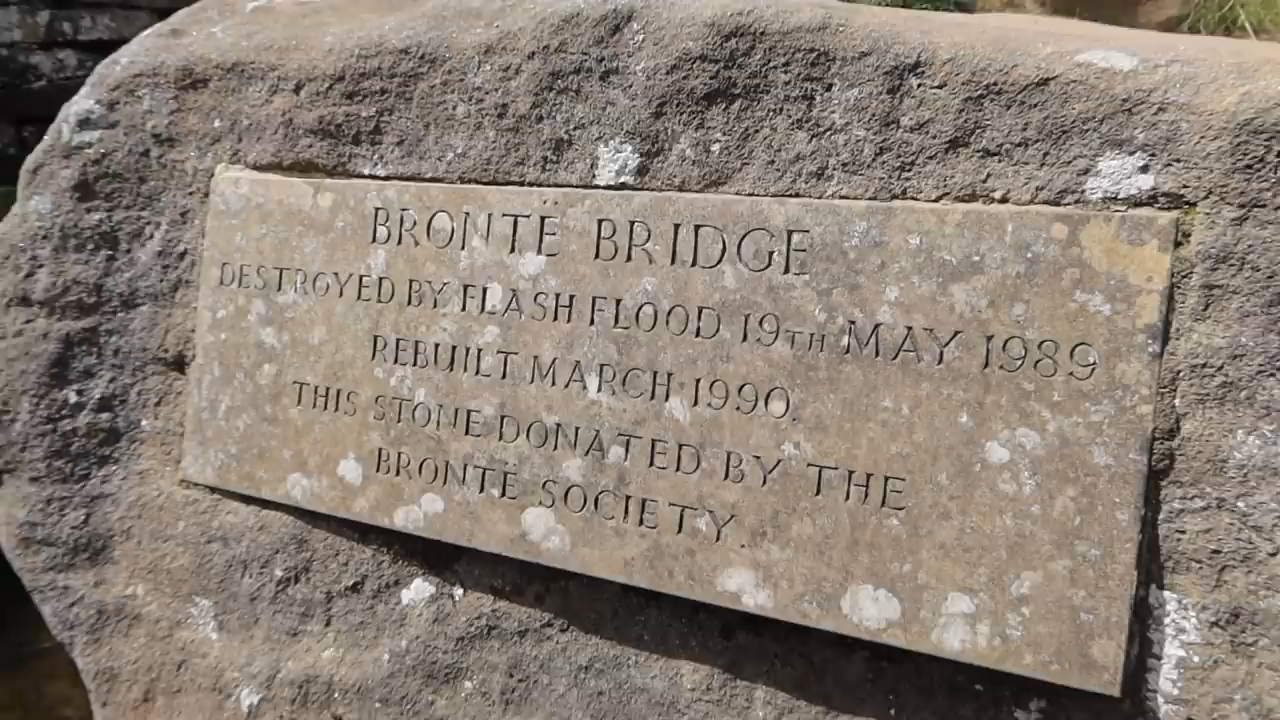 BRONTË BRIDGE
DESTROYED BY FLASH FLOOD 19TH MAY 1989
REBUILT MARCH 1990.
THIS STONE DONATED BY THE
BRONTË SOCIETY.